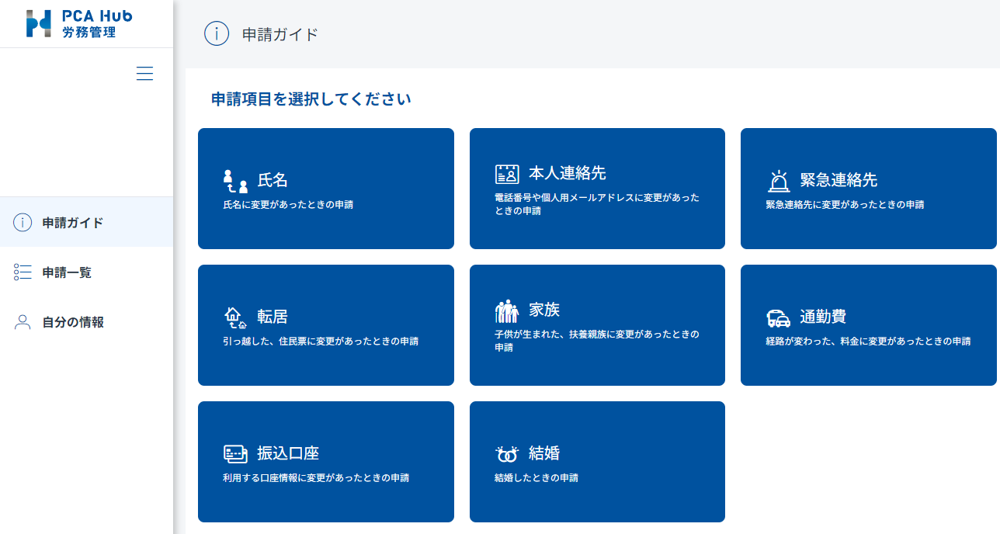 PCA Hub
労務管理
申請ガイド
申請項目を選択してください
氏名
氏名に変更があったときの申請
本人連絡先
電話番号や個人用メールアドレスに変更があった
ときの申請
緊急連絡先
緊急連絡先に変更があったときの申請
申請ガイド
申請一覧
自分の情報
転居
引っ越した、住民票に変更があったときの申請
家族
子供が生まれた、扶養親族に変更があったときの
申請
通勤費
経路が変わった、料金に変更があったときの申請
振込口座
利用する口座情報に変更があったときの申請
結婚
結婚したときの申請